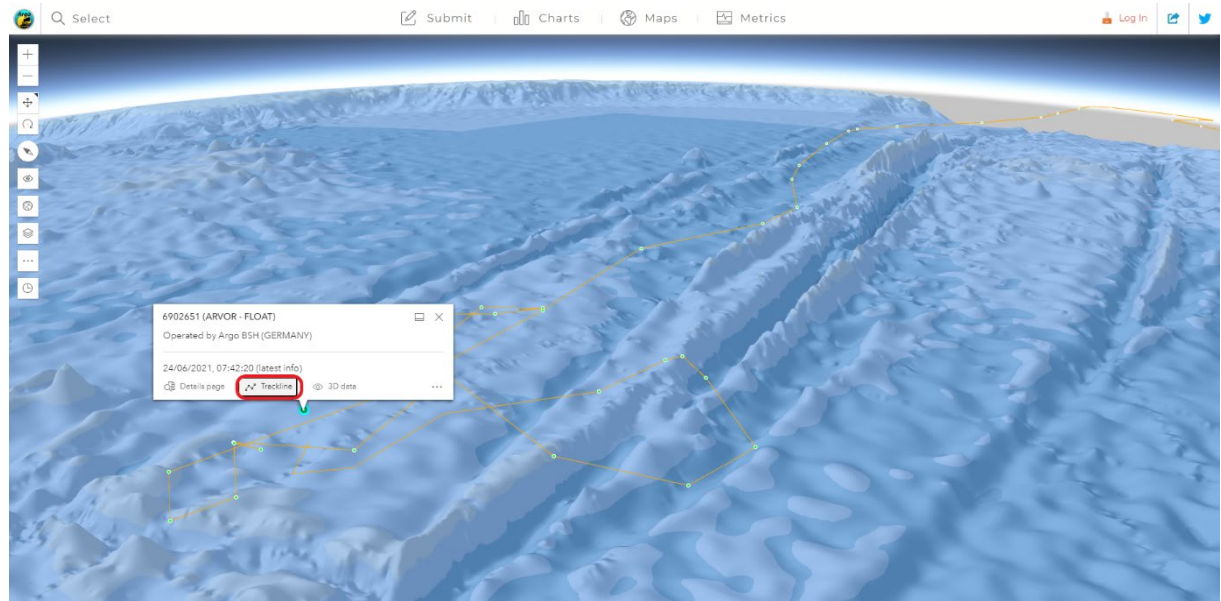 Argo
Select
Submit
Charts
Maps
Metrics
Log In
6902651 (ARVOR - FLOAT)
Operated by Argo BSH (GERMANY)
24/06/2021, 07:42:20 (latest info)
Details page
Trackline
3D data